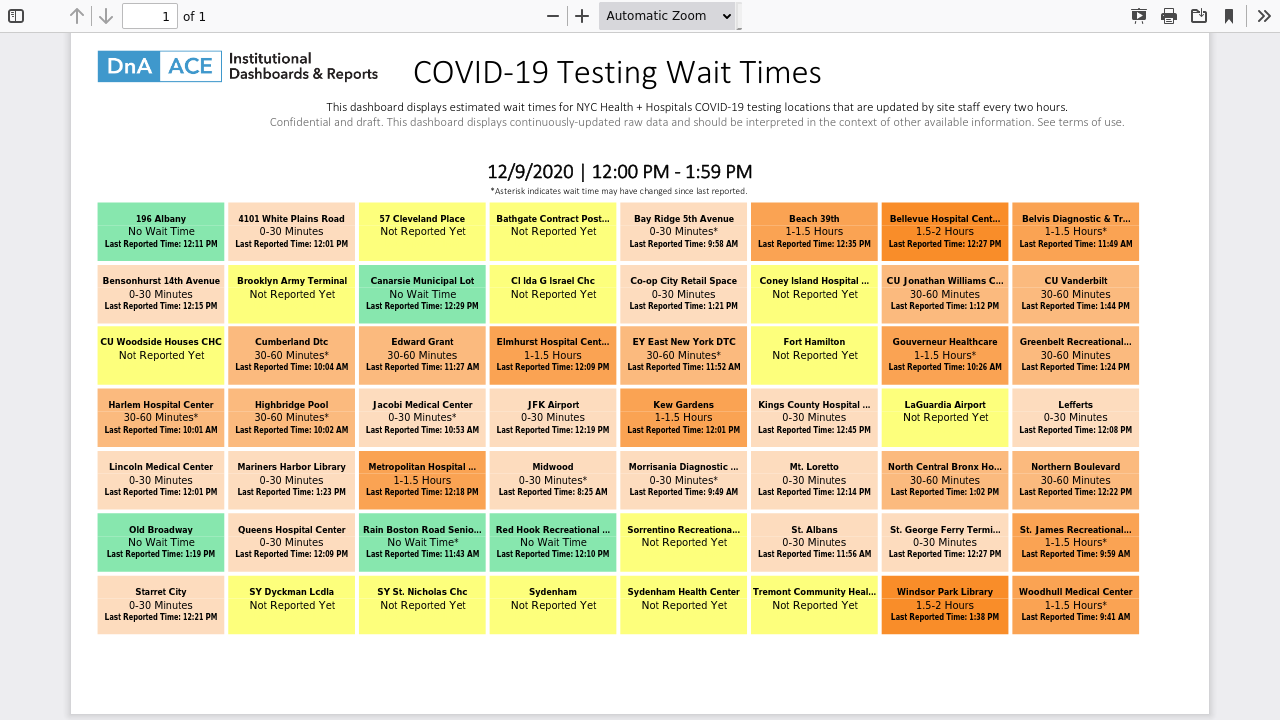 1 of 1 Automatic Zoom
DnA ACE Institutional Dashboards & Reports
COVID-19 Testing Wait Times
This dashboard displays estimated wait times for NYC Health + Hospitals COVID-19 testing locations that are updated by site staff every two hours.
Confidential and draft. This dashboard displays continuously-updated raw data and should be interpreted in the context of other available information. See terms of use.
12/9/2020 | 12:00 PM - 1:59 PM
*Asterisk indicates wait time may have changed since last reported.
196 Albany
No Wait Time
Last Reported Time: 12:11 PM
4101 White Plains Road
0-30 Minutes
Last Reported Time: 12:01 PM
57 Cleveland Place
Not Reported Yet
Bathgate Contract Post...
Not Reported Yet
Bay Ridge 5th Avenue
0-30 Minutes*
Last Reported Time: 9:58 AM
Beach 39th
1-1.5 Hours
Last Reported Time: 12:35 PM
Bellevue Hospital Cent...
1.5-2 Hours
Last Reported Time: 12:27 PM
Belvis Diagnostic & Tr...
1-1.5 Hours*
Last Reported Time: 11:49 AM
Bensonhurst 14th Avenue
0-30 Minutes
Last Reported Time: 12:15 PM
Brooklyn Army Terminal
Not Reported Yet
Canarsie Municipal Lot
No Wait Time
Last Reported Time: 12:29 PM
Cl Ida G Israel Chc
Not Reported Yet
Co-op City Retail Space
0-30 Minutes
Last Reported Time: 1:21 PM
Coney Island Hospital ...
Not Reported Yet
CU Jonathan Williams C...
30-60 Minutes
Last Reported Time: 1:12 PM
CU Vanderbilt
30-60 Minutes
Last Reported Time: 1:44 PM
CU Woodside Houses CHC
Not Reported Yet
Cumberland Dtc
30-60 Minutes*
Last Reported Time: 10:04 AM
Edward Grant
30-60 Minutes
Last Reported Time: 11:27 AM
Elmhurst Hospital Cent...
1-1.5 Hours
Last Reported Time: 12:09 PM
EY East New York DTC
30-60 Minutes*
Last Reported Time: 11:52 AM
Fort Hamilton
Not Reported Yet
Gouverneur Healthcare
1-1.5 Hours*
Last Reported Time: 10:26 AM
Greenbelt Recreational...
30-60 Minutes
Last Reported Time: 1:24 PM
Harlem Hospital Center
30-60 Minutes*
Last Reported Time: 10:01 AM
Highbridge Pool
30-60 Minutes*
Last Reported Time: 10:02 AM
Jacobi Medical Center
0-30 Minutes*
Last Reported Time: 10:53 AM
JFK Airport
0-30 Minutes
Last Reported Time: 12:19 PM
Kew Gardens
1-1.5 Hours
Last Reported Time: 12:01 PM
Kings County Hospital ...
0-30 Minutes
Last Reported Time: 12:45 PM
LaGuardia Airport
Not Reported Yet
Lefferts
0-30 Minutes
Last Reported Time: 12:08 PM
Lincoln Medical Center
0-30 Minutes
Last Reported Time: 12:01 PM
Mariners Harbor Library
0-30 Minutes
Last Reported Time: 1:23 PM
Metropolitan Hospital ...
1-1.5 Hours
Last Reported Time: 12:18 PM
Midwood
0-30 Minutes*
Last Reported Time: 8:25 AM
Morrisania Diagnostic ...
0-30 Minutes*
Last Reported Time: 9:49 AM
Mt. Loretto
0-30 Minutes
Last Reported Time: 12:14 PM
North Central Bronx Ho...
30-60 Minutes
Last Reported Time: 1:02 PM
Northern Boulevard
30-60 Minutes
Last Reported Time: 12:22 PM
Old Broadway
No Wait Time
Last Reported Time: 1:19 PM
Queens Hospital Center
0-30 Minutes
Last Reported Time: 12:09 PM
Rain Boston Road Senio...
No Wait Time*
Last Reported Time: 11:43 AM
Red Hook Recreational ...
No Wait Time
Last Reported Time: 12:10 PM
Sorrentino Recreationa...
Not Reported Yet
St. Albans
0-30 Minutes
Last Reported Time: 11:56 AM
St. George Ferry Termi...
0-30 Minutes
Last Reported Time: 12:27 PM
St. James Recreational...
1-1.5 Hours*
Last Reported Time: 9:59 AM
Starret City
0-30 Minutes
Last Reported Time: 12:21 PM
SY Dyckman Lcdla
Not Reported Yet
SY St. Nicholas Chc
Not Reported Yet
Sydenham
Not Reported Yet
Sydenham Health Center
Not Reported Yet
Tremont Community Heal...
Not Reported Yet
Windsor Park Library
1.5-2 Hours
Last Reported Time: 1:38 PM
Woodhull Medical Center
1-1.5 Hours*
Last Reported Time: 9:41 AM